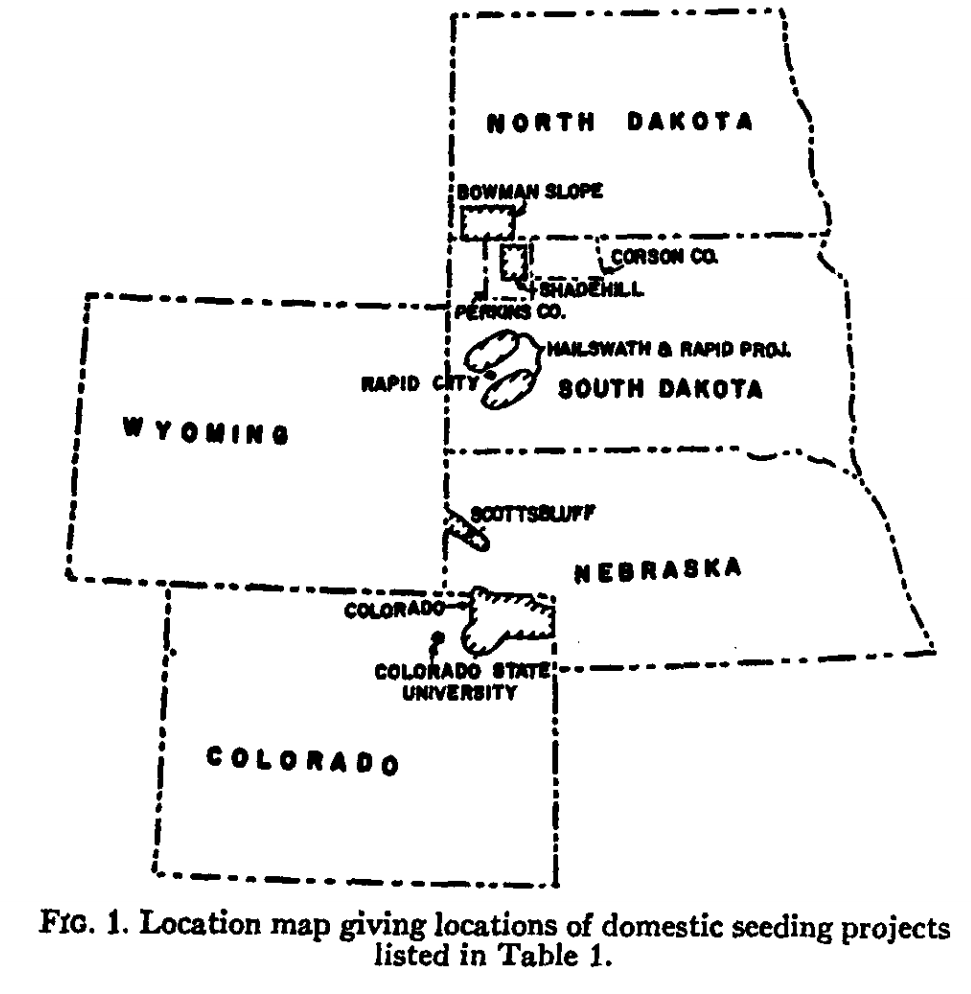 NORTH DAKOTA
BOWMAN SLOPE
CORSON CO.
SHADEHILL
PERKINS CO.
HAILSWATH & RAPID PROJ.
RAPID CITY
SOUTH DAKOTA
WYOMING
SCOTTSBLUFF
NEBRASKA
COLORADO
COLORADO STATE
UNIVERSITY
COLORADO
FIG. 1. Location map giving locations of domestic seeding projects
listed in Table 1.